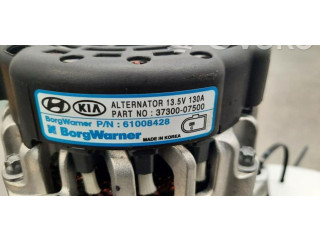 KIA ALTERNATOR 13.5V 130A
PART NO : 37300-07500
BorgWarner P/N : 61008428
BorgWarner
MADE IN KOREA